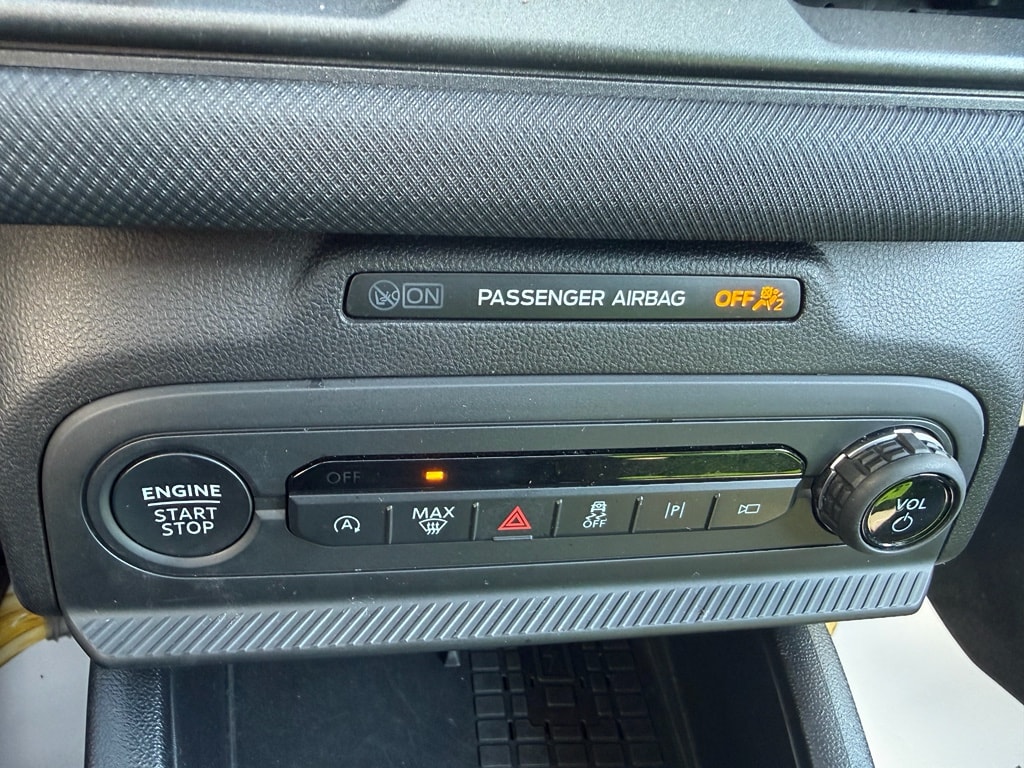 ON PASSENGER AIRBAG OFF 2
OFF
ENGINE
START
STOP
A
MAX
OFF
P
VOL